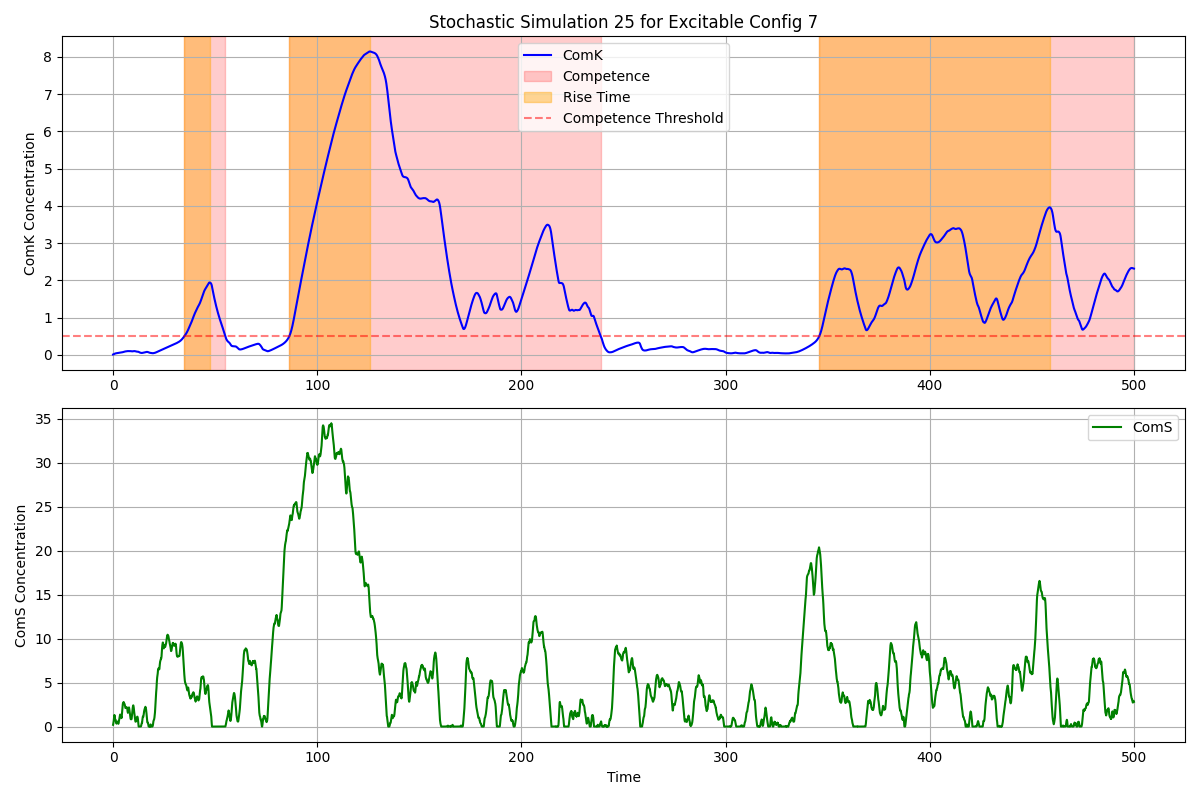 Stochastic Simulation 25 for Excitable Config 7
ComK Concentration
8
7
6
5
4
3
2
1
0
ComK
Competence
Rise Time
Competence Threshold
0 100 200 300 400 500
ComS Concentration
35
30
25
20
15
10
5
0
ComS
0 100 200 300 400 500
Time